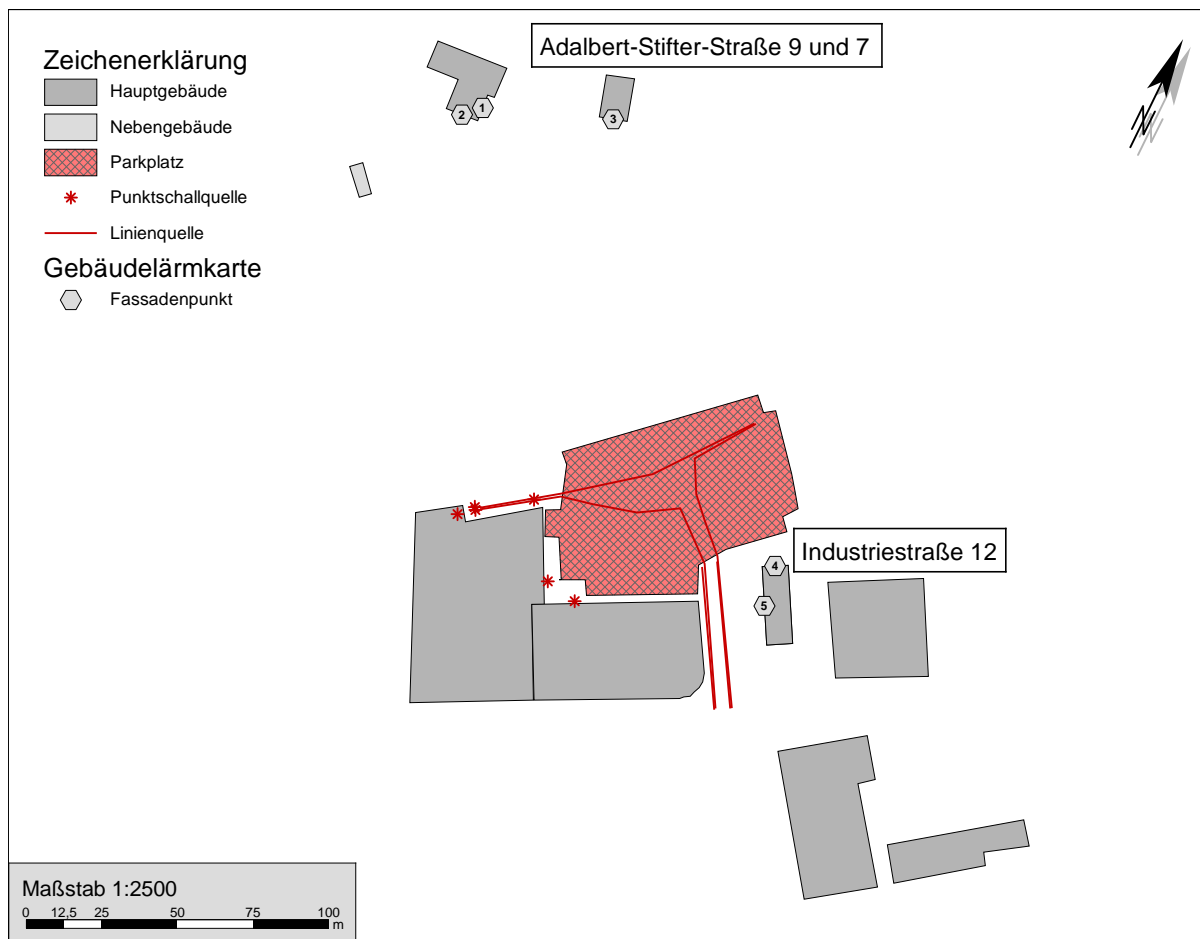 Adalbert-Stifter-Straße 9 und 7
Zeichenerklärung
Hauptgebäude
Nebengebäude
Parkplatz
Punktschallquelle
Linienquelle
Gebäudelärmkarte
Fassadenpunkt
1
2
3
N
Industriestraße 12
4
5
Maßstab 1:2500
0 12,5 25 50 75 100
m